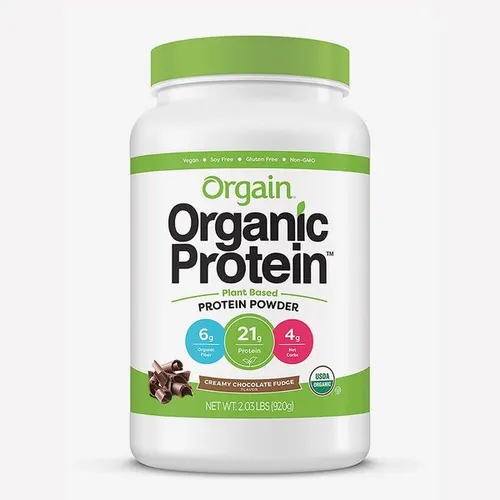 Vegan • Soy Free • Gluten Free • Non-GMO
Orgain
Organic
Protein™
Plant Based
PROTEIN POWDER
6g
Organic
Fiber
21g
Protein
4g
Net
Carbs
CREAMY CHOCOLATE FUDGE
FLAVOR
USDA
ORGANIC
NET WT. 2.03 LBS (920g)